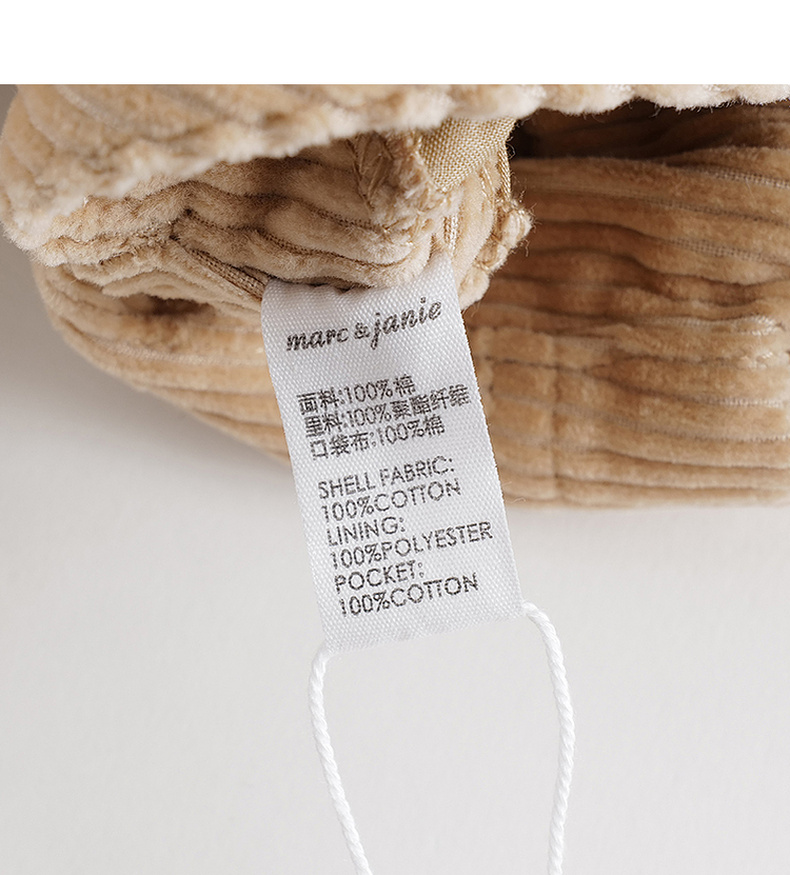 marc & janie
面料:100%棉
里料:100%聚酯纤维
口袋布:100%棉
SHELL FABRIC:
100%COTTON
LINING:
100%POLYESTER
POCKET:
100%COTTON